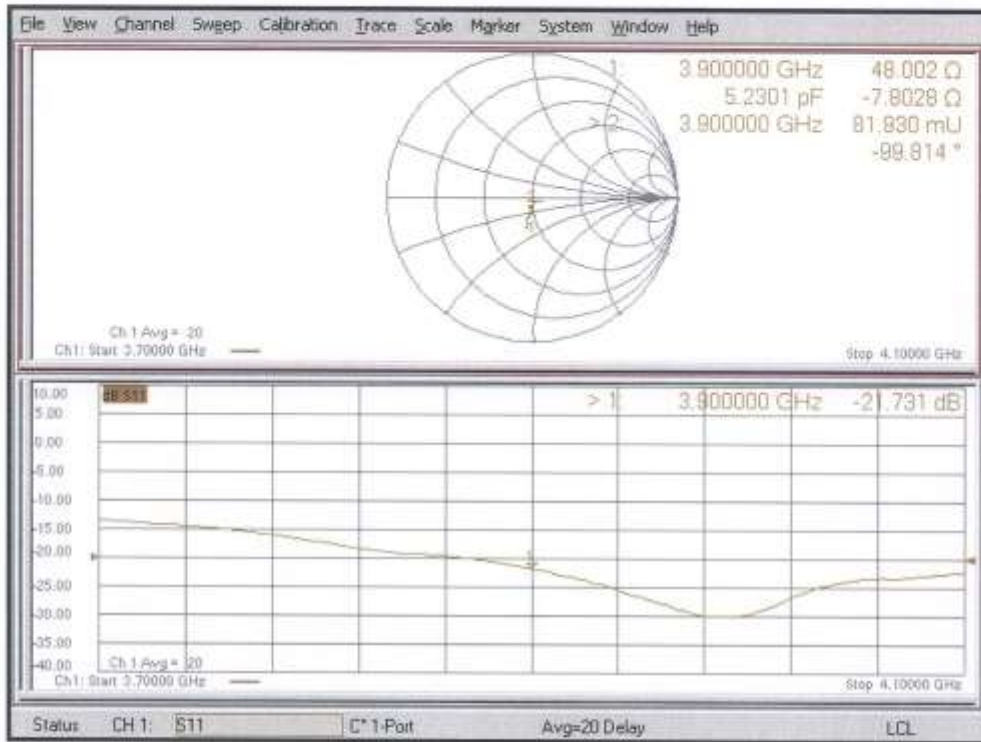 File View Channel Sweep Calibration Trace Scale Marker System Window Help
1: 3.900000 GHz 48.002 Ω
5.2301 pF -7.8028 Ω
> 2: 3.900000 GHz 81.930 mU
-99.814 °
Ch 1 Avg = 20
Ch1: Start 3.70000 GHz
Stop 4.10000 GHz
10.00
dB S11
> 1: 3.900000 GHz -21.731 dB
5.00
0.00
-5.00
-10.00
-15.00
-20.00
1
-25.00
-30.00
-35.00
-40.00
Ch 1 Avg = 20
Ch1: Start 3.70000 GHz
Stop 4.10000 GHz
Status CH 1: S11 C* 1-Port Avg=20 Delay LCL